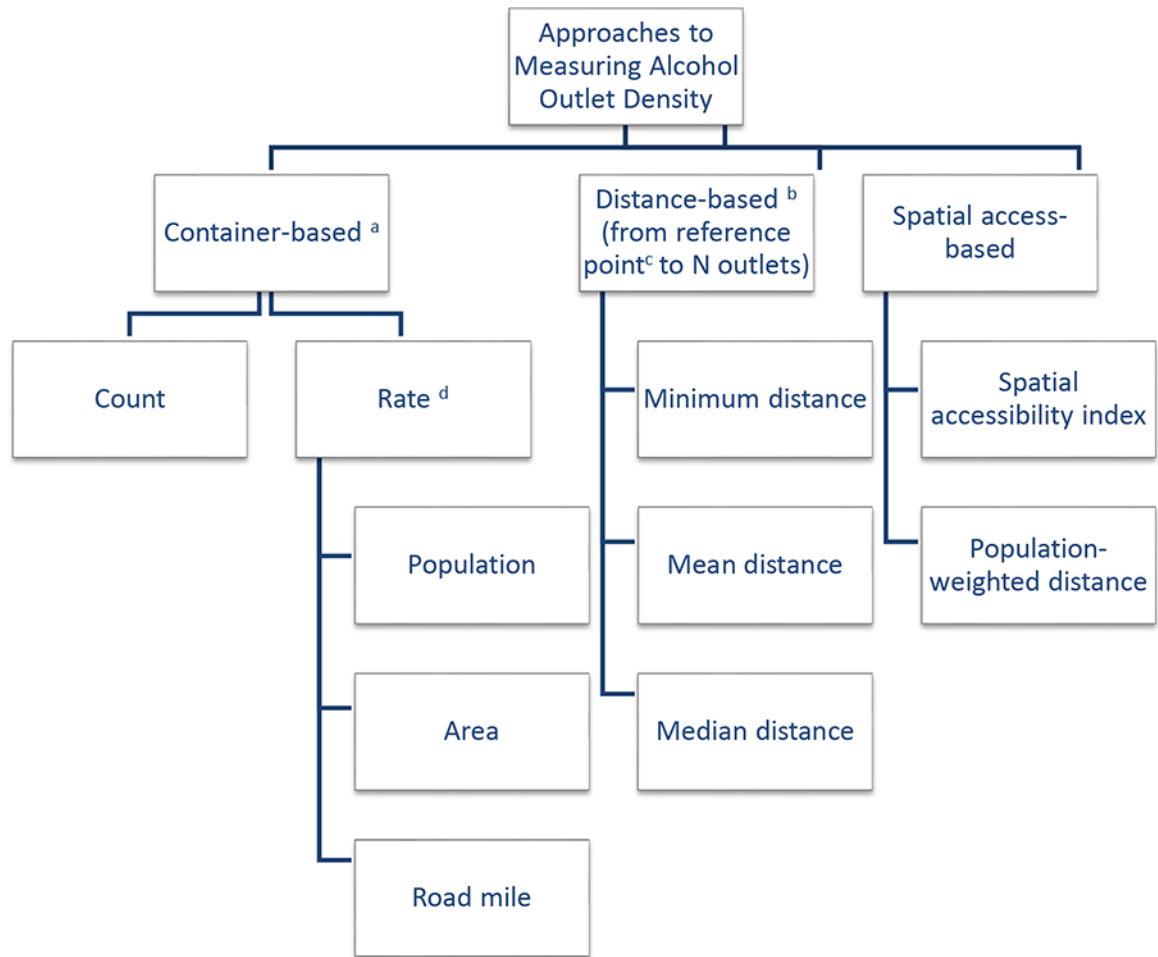 Approaches to
Measuring Alcohol
Outlet Density
Container-based a
Distance-based b
(from reference
pointc to N outlets)
Spatial access-
based
Count
Rate d
Minimum distance
Spatial
accessibility index
Population
Mean distance
Population-
weighted distance
Area
Median distance
Road mile